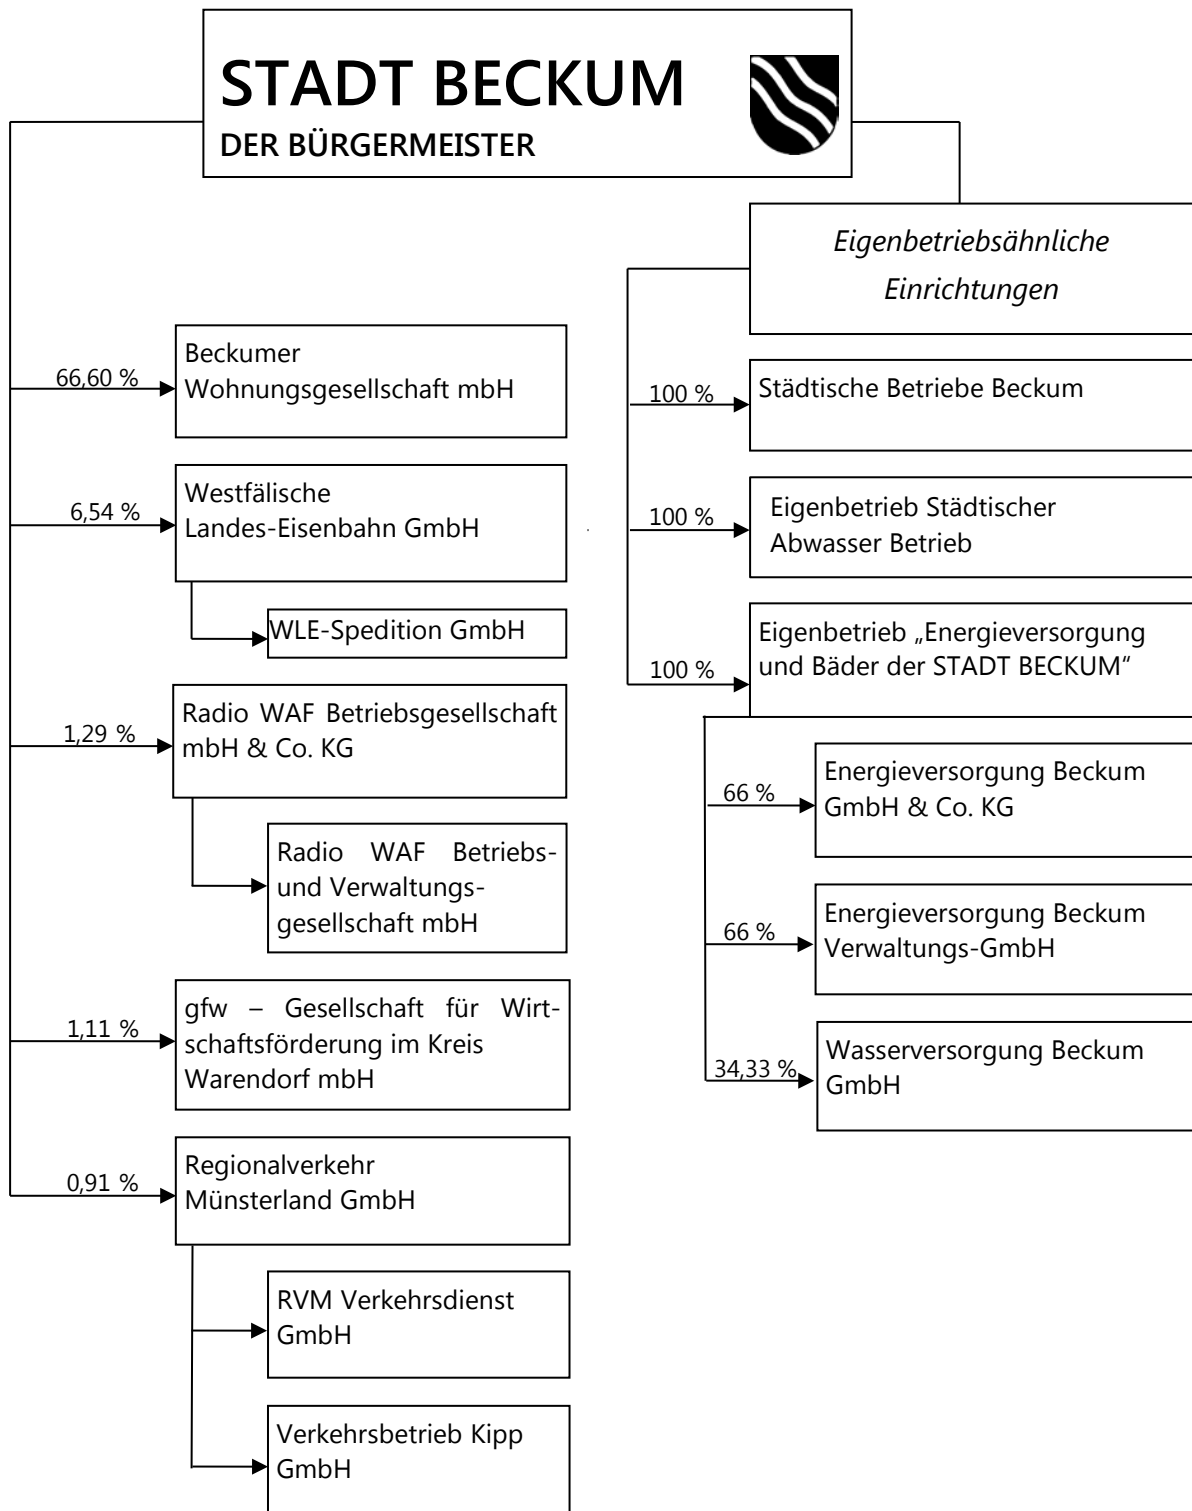 STADT BECKUM
DER BÜRGERMEISTER
Eigenbetriebsähnliche
Einrichtungen
66,60 %
Beckumer
Wohnungsgesellschaft mbH
6,54 %
Westfälische
Landes-Eisenbahn GmbH
WLE-Spedition GmbH
1,29 %
Radio WAF Betriebsgesellschaft
mbH & Co. KG
Radio WAF Betriebs-
und Verwaltungs-
gesellschaft mbH
1,11 %
gfw – Gesellschaft für Wirt-
schaftsförderung im Kreis
Warendorf mbH
0,91 %
Regionalverkehr
Münsterland GmbH
RVM Verkehrsdienst
GmbH
Verkehrsbetrieb Kipp
GmbH
100 %
Städtische Betriebe Beckum
100 %
Eigenbetrieb Städtischer
Abwasser Betrieb
100 %
Eigenbetrieb „Energieversorgung
und Bäder der STADT BECKUM“
66 %
Energieversorgung Beckum
GmbH & Co. KG
66 %
Energieversorgung Beckum
Verwaltungs-GmbH
34,33 %
Wasserversorgung Beckum
GmbH